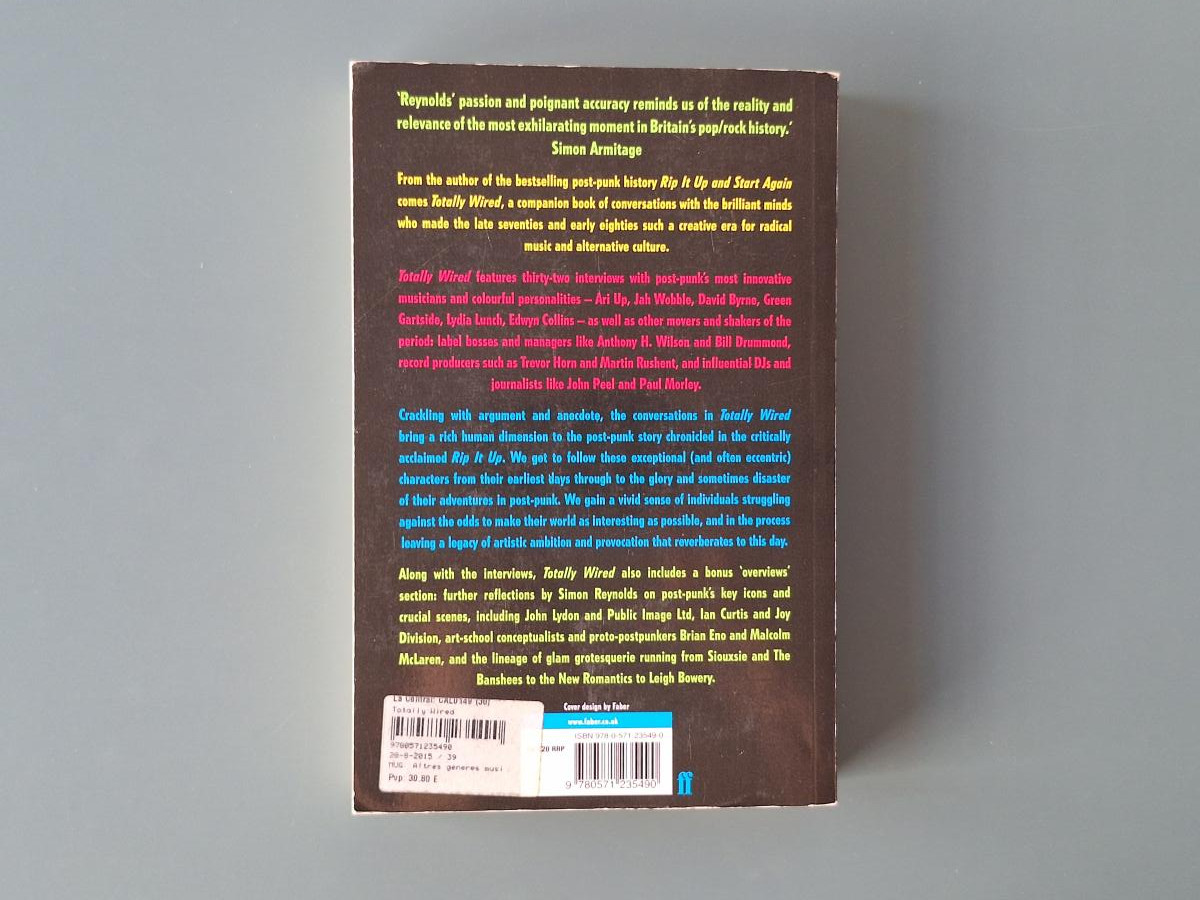 ‘Reynolds’ passion and poignant accuracy reminds us of the reality and
relevance of the most exhilarating moment in Britain’s pop/rock history.’
Simon Armitage
From the author of the bestselling post-punk history Rip It Up and Start Again
comes Totally Wired, a companion book of conversations with the brilliant minds
who made the late seventies and early eighties such a creative era for radical
music and alternative culture.
Totally Wired features thirty-two interviews with post-punk’s most innovative
musicians and colourful personalities – Ari Up, Jah Wobble, David Byrne, Green
Gartside, Lydia Lunch, Edwyn Collins – as well as other movers and shakers of the
period: label bosses and managers like Anthony H. Wilson and Bill Drummond,
record producers such as Trevor Horn and Martin Rushent, and influential DJs and
journalists like John Peel and Paul Morley.
Crackling with argument and anecdote, the conversations in Totally Wired
bring a rich human dimension to the post-punk story chronicled in the critically
acclaimed Rip It Up. We get to follow these exceptional (and often eccentric)
characters from their earliest days through to the glory and sometimes disaster
of their adventures in post-punk. We gain a vivid sense of individuals struggling
against the odds to make their world as interesting as possible, and in the process
leaving a legacy of artistic ambition and provocation that reverberates to this day.
Along with the interviews, Totally Wired also includes a bonus ‘overviews’
section: further reflections by Simon Reynolds on post-punk’s key icons and
crucial scenes, including John Lydon and Public Image Ltd, Ian Curtis and Joy
Division, art-school conceptualists and proto-postpunkers Brian Eno and Malcolm
McLaren, and the lineage of glam grotesquerie running from Siouxsie and The
Banshees to the New Romantics to Leigh Bowery.
Cover design by Faber
www.faber.co.uk
ISBN 978-0-571-23549-0
20 RRP
9 780571 235490
ff
La Central:
Totally Wired
9780571235490
28-8-2015 / 39
MUG Altres gèneres musi
Pvp: 30.80 E